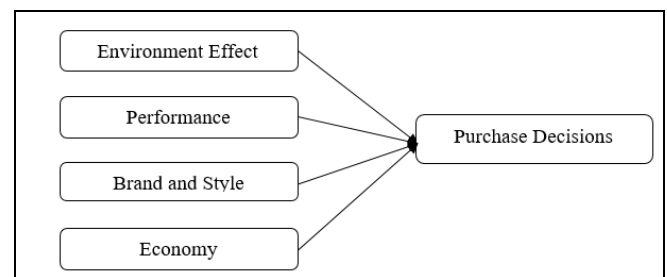 Environment Effect
Performance
Brand and Style
Economy
Purchase Decisions